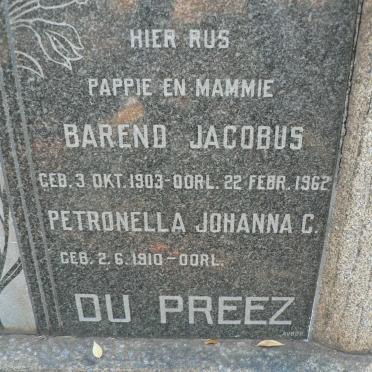 HIER RUS
PAPPIE EN MAMMIE
BAREND JACOBUS
GEB. 3. OKT. 1903-OORL. 22 FEBR. 1962
PETRONELLA JOHANNA C.
GEB. 2. 6. 1910-OORL.
DU PREEZ